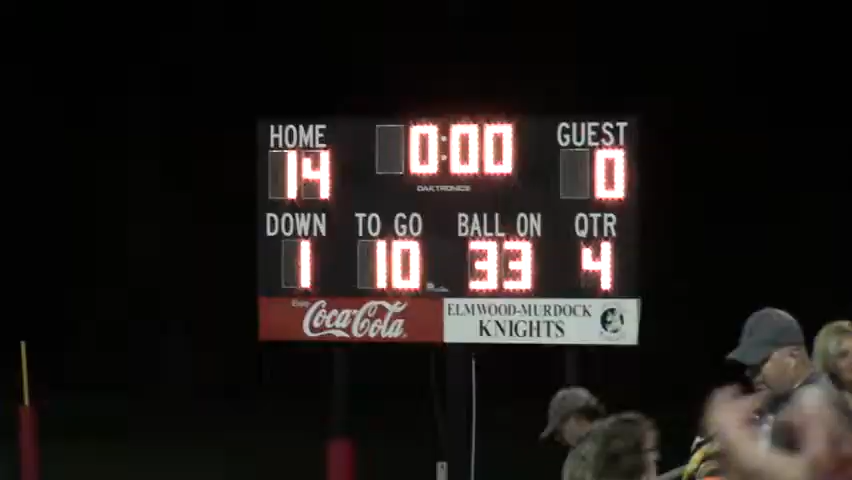 HOME 0:00 GUEST
14 0
DAKTRONICS
DOWN TO GO BALL ON QTR
1 10 33 4
Enjoy
Coca-Cola
ELMWOOD-MURDOCK
KNIGHTS